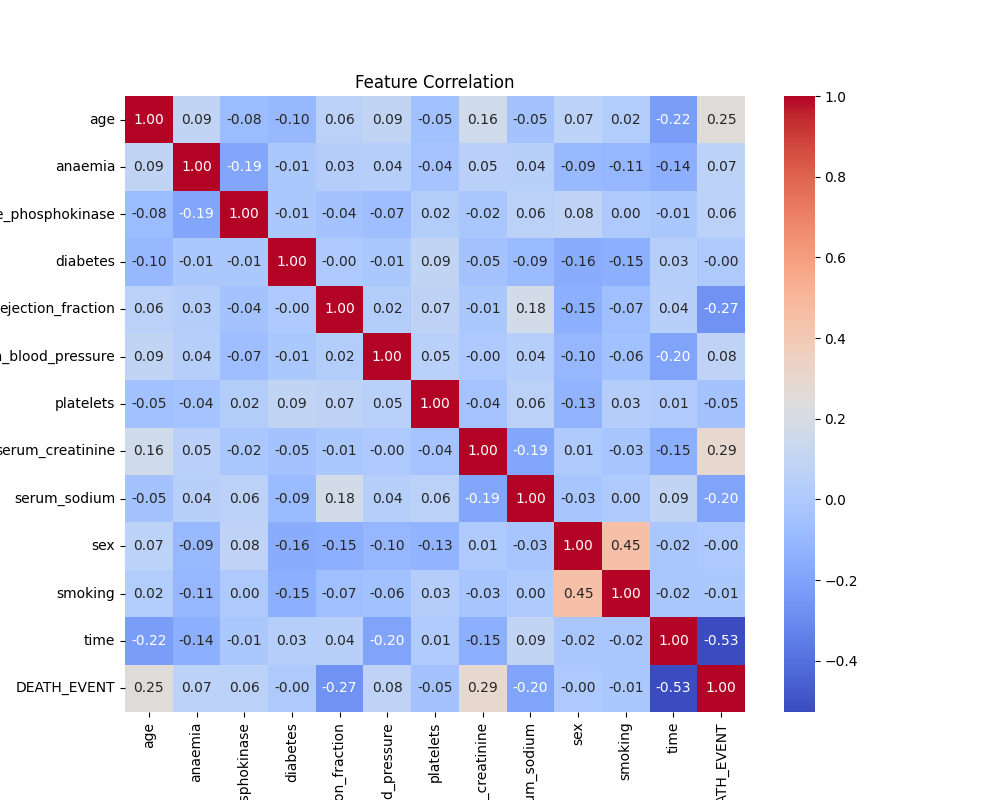 Feature Correlation
age 1.00 0.09 -0.08 -0.10 0.06 0.09 -0.05 0.16 -0.05 0.07 0.02 -0.22 0.25
anaemia 0.09 1.00 -0.19 -0.01 0.03 0.04 -0.04 0.05 0.04 -0.09 -0.11 -0.14 0.07
e_phosphokinase -0.08 -0.19 1.00 -0.01 -0.04 -0.07 0.02 -0.02 0.06 0.08 0.00 -0.01 0.06
diabetes -0.10 -0.01 -0.01 1.00 -0.00 -0.01 0.09 -0.05 -0.09 -0.16 -0.15 0.03 -0.00
ejection_fraction 0.06 0.03 -0.04 -0.00 1.00 0.02 0.07 -0.01 0.18 -0.15 -0.07 0.04 -0.27
_blood_pressure 0.09 0.04 -0.07 -0.01 0.02 1.00 0.05 -0.00 0.04 -0.10 -0.06 -0.20 0.08
platelets -0.05 -0.04 0.02 0.09 0.07 0.05 1.00 -0.04 0.06 -0.13 0.03 0.01 -0.05
serum_creatinine 0.16 0.05 -0.02 -0.05 -0.01 -0.00 -0.04 1.00 -0.19 0.01 -0.03 -0.15 0.29
serum_sodium -0.05 0.04 0.06 -0.09 0.18 0.04 0.06 -0.19 1.00 -0.03 0.00 0.09 -0.20
sex 0.07 -0.09 0.08 -0.16 -0.15 -0.10 -0.13 0.01 -0.03 1.00 0.45 -0.02 -0.00
smoking 0.02 -0.11 0.00 -0.15 -0.07 -0.06 0.03 -0.03 0.00 0.45 1.00 -0.02 -0.01
time -0.22 -0.14 -0.01 0.03 0.04 -0.20 0.01 -0.15 0.09 -0.02 -0.02 1.00 -0.53
DEATH_EVENT 0.25 0.07 0.06 -0.00 -0.27 0.08 -0.05 0.29 -0.20 -0.00 -0.01 -0.53 1.00
age
anaemia
sphokinase
diabetes
on_fraction
d_pressure
platelets
_creatinine
um_sodium
sex
smoking
time
ATH_EVENT
1.0
0.8
0.6
0.4
0.2
0.0
−0.2
−0.4